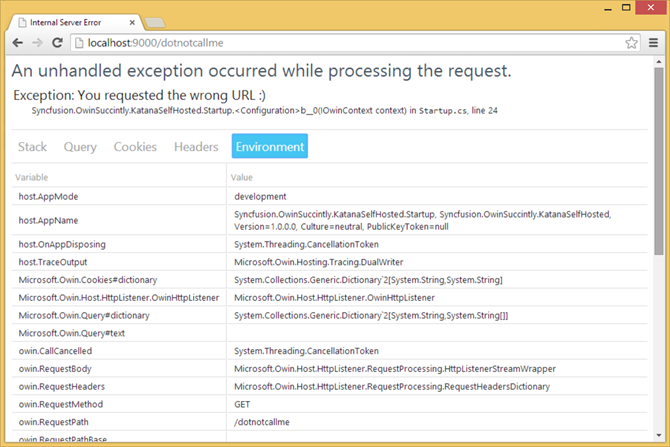 Internal Server Error
localhost:9000/dotnotcallme
An unhandled exception occurred while processing the request.
Exception: You requested the wrong URL :)
Syncfusion.OwinSuccintly.KatanaSelfHosted.Startup.<Configuration>b__0(IOwinContext context) in Startup.cs, line 24
Stack Query Cookies Headers Environment
Variable Value
host.AppMode development
host.AppName Syncfusion.OwinSuccintly.KatanaSelfHosted.Startup, Syncfusion.OwinSuccintly.KatanaSelfHosted,
Version=1.0.0.0, Culture=neutral, PublicKeyToken=null
host.OnAppDisposing System.Threading.CancellationToken
host.TraceOutput Microsoft.Owin.Hosting.Tracing.DualWriter
Microsoft.Owin.Cookies#dictionary System.Collections.Generic.Dictionary`2[System.String,System.String]
Microsoft.Owin.Host.HttpListener.OwinHttpListener Microsoft.Owin.Host.HttpListener.OwinHttpListener
Microsoft.Owin.Query#dictionary System.Collections.Generic.Dictionary`2[System.String,System.String[]]
Microsoft.Owin.Query#text
owin.CallCancelled System.Threading.CancellationToken
owin.RequestBody Microsoft.Owin.Host.HttpListener.RequestProcessing.HttpListenerStreamWrapper
owin.RequestHeaders Microsoft.Owin.Host.HttpListener.RequestProcessing.RequestHeadersDictionary
owin.RequestMethod GET
owin.RequestPath /dotnotcallme
owin.RequestPathBase